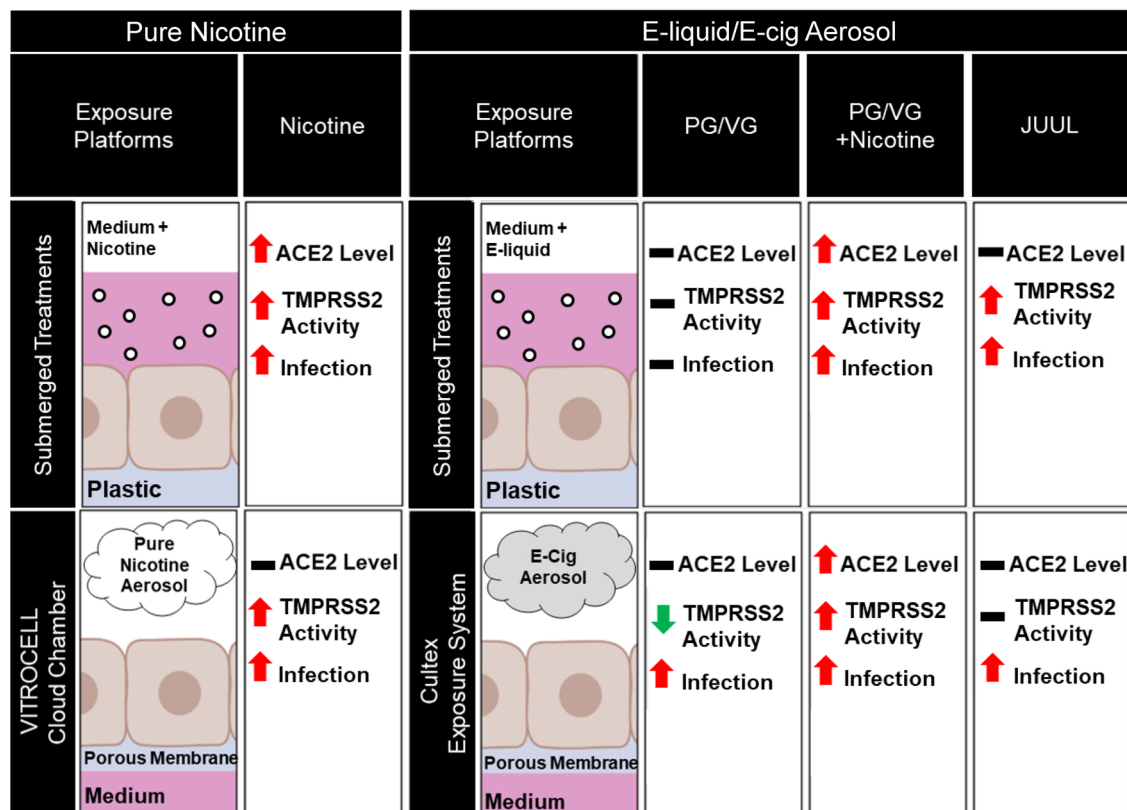 Pure Nicotine
E-liquid/E-cig Aerosol
Exposure
Platforms
Nicotine
Exposure
Platforms
PG/VG
PG/VG
+Nicotine
JUUL
Submerged Treatments
Medium +
Nicotine
Plastic
ACE2 Level
TMPRSS2
Activity
Infection
Submerged Treatments
Medium +
E-liquid
Plastic
ACE2 Level
TMPRSS2
Activity
Infection
ACE2 Level
TMPRSS2
Activity
Infection
ACE2 Level
TMPRSS2
Activity
Infection
VITROCELL
Cloud Chamber
Pure
Nicotine
Aerosol
Porous Membrane
Medium
ACE2 Level
TMPRSS2
Activity
Infection
Cultex
Exposure System
E-Cig
Aerosol
Porous Membrane
Medium
ACE2 Level
TMPRSS2
Activity
Infection
ACE2 Level
TMPRSS2
Activity
Infection
ACE2 Level
TMPRSS2
Activity
Infection